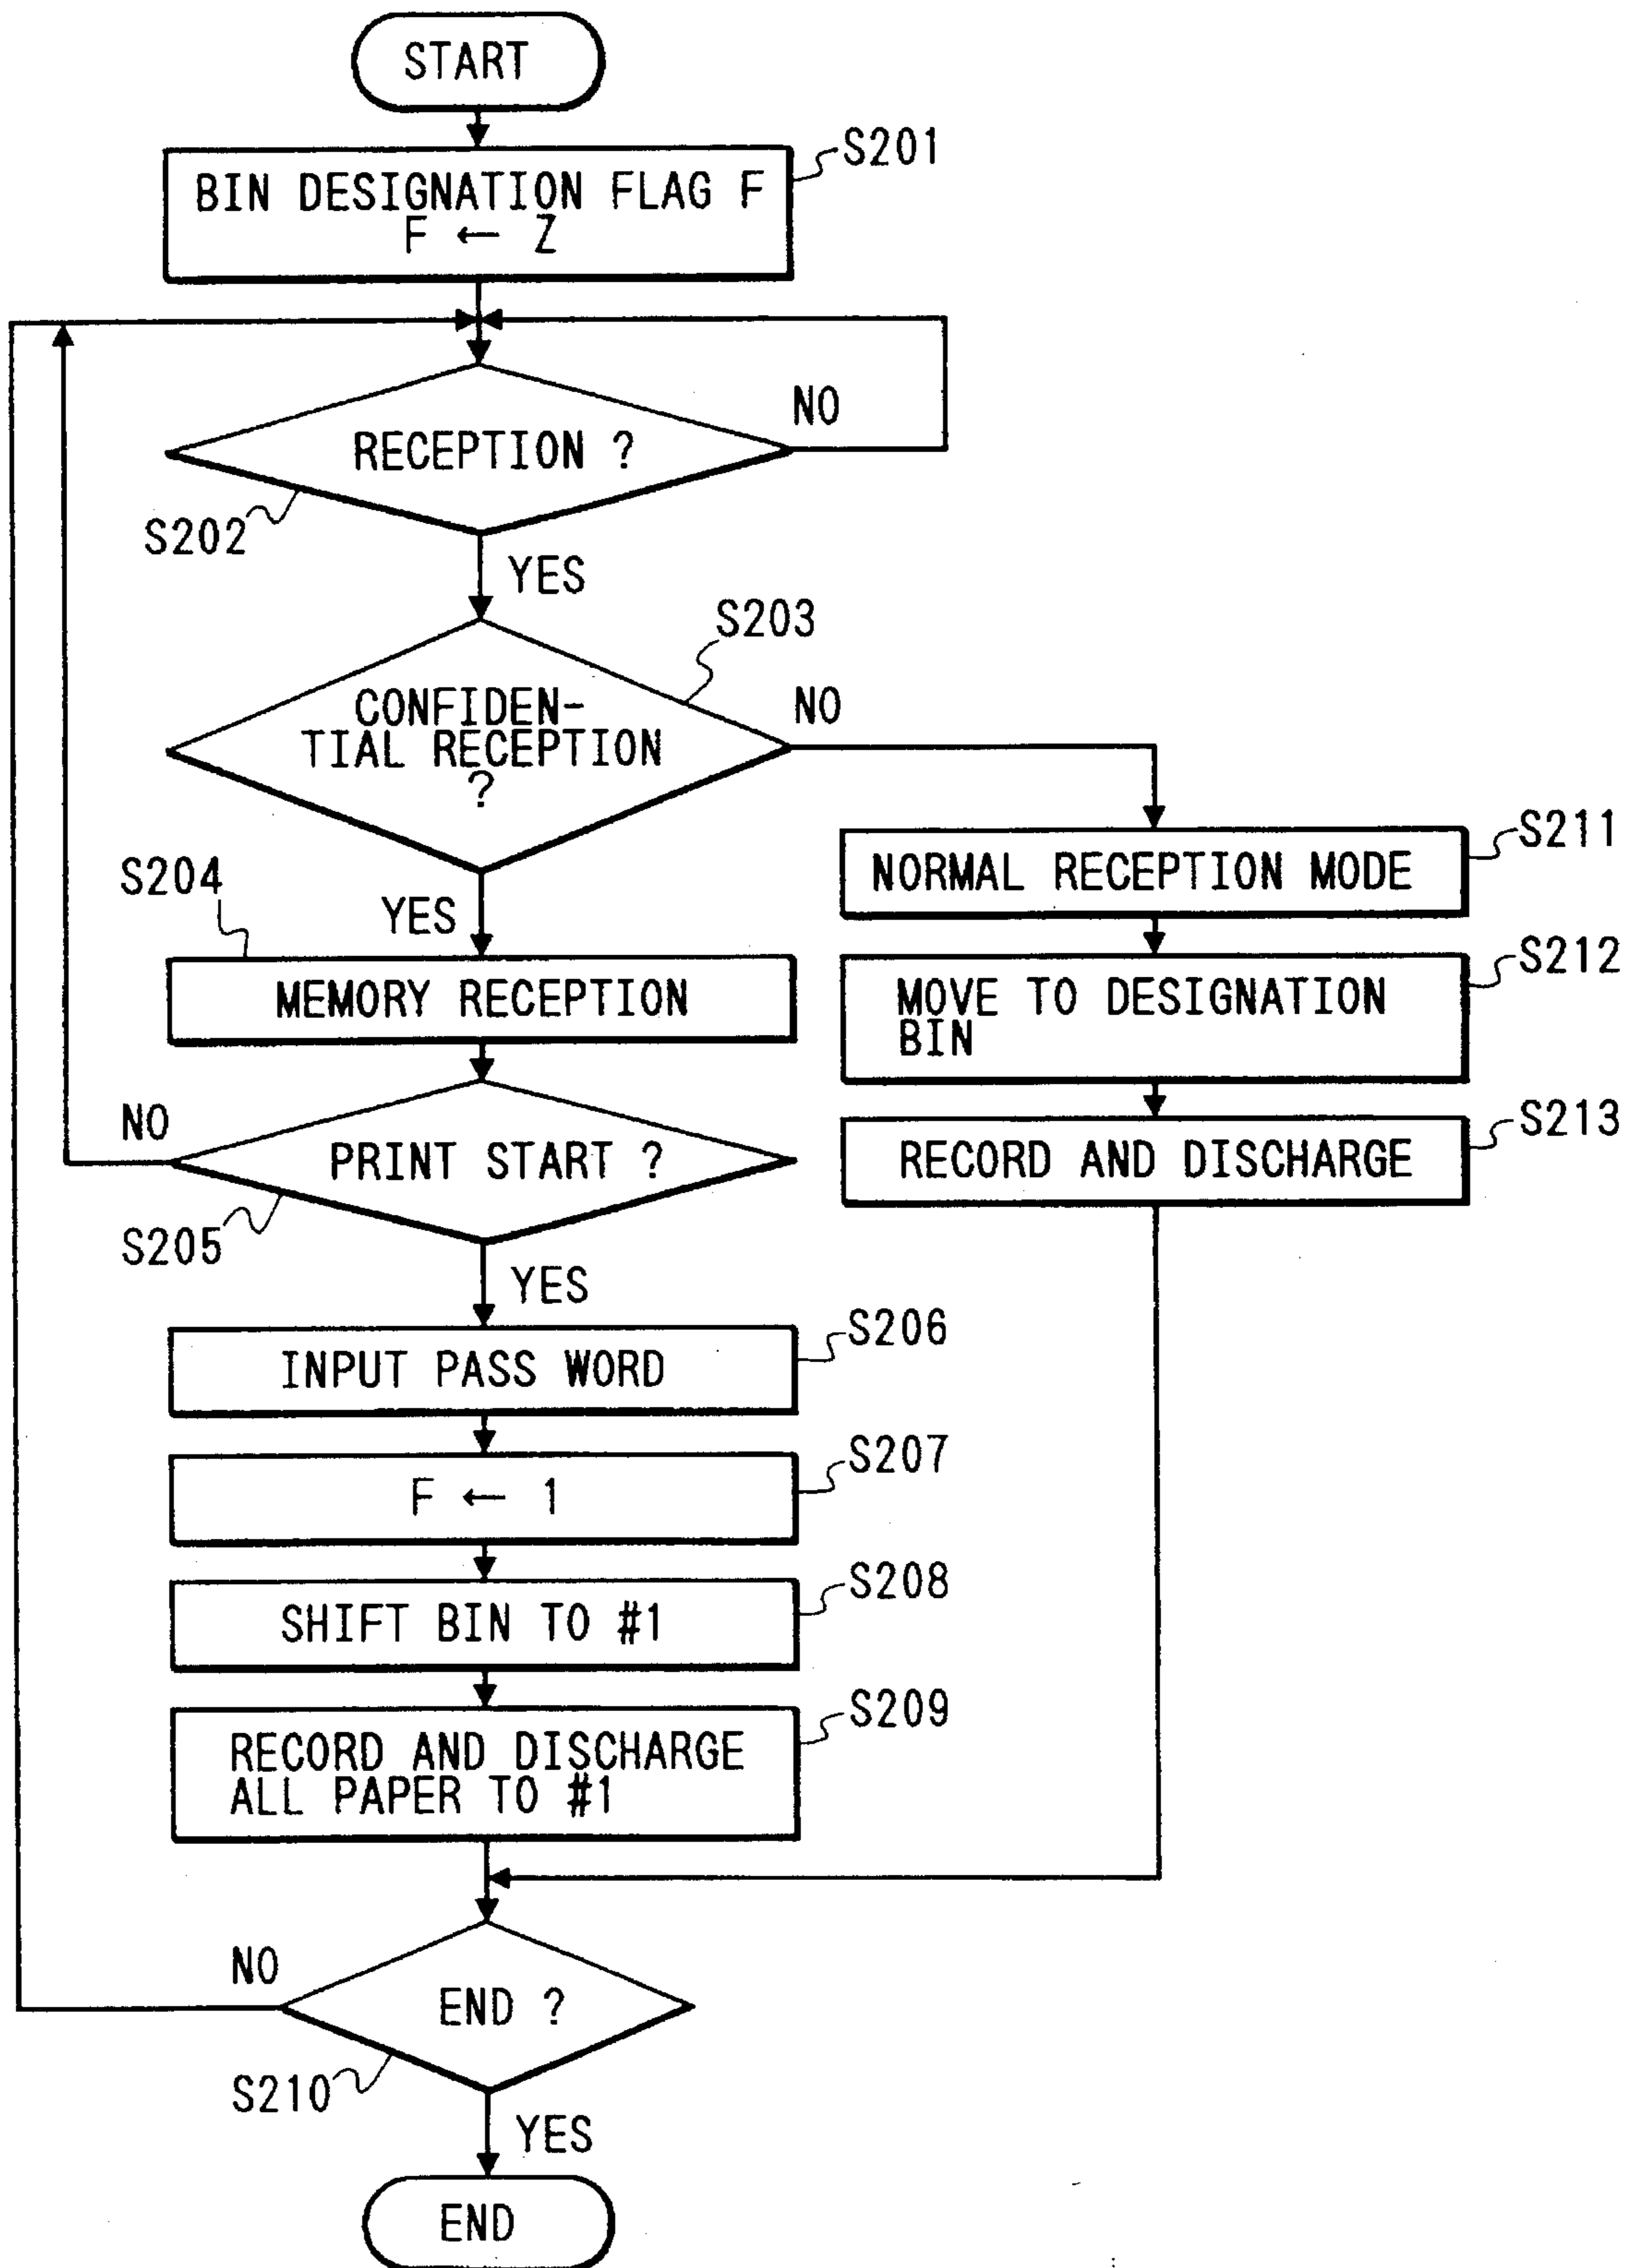 START
S201
BIN DESIGNATION FLAG F
F ← Z
NO
RECEPTION ?
S202
YES
S203
CONFIDEN-
TIAL RECEPTION
?
NO
S204
YES
MEMORY RECEPTION
S211
NORMAL RECEPTION MODE
S212
MOVE TO DESIGNATION
BIN
NO
PRINT START ?
S205
S213
RECORD AND DISCHARGE
YES
S206
INPUT PASS WORD
S207
F ← 1
S208
SHIFT BIN TO #1
S209
RECORD AND DISCHARGE
ALL PAPER TO #1
NO
END ?
S210
YES
END